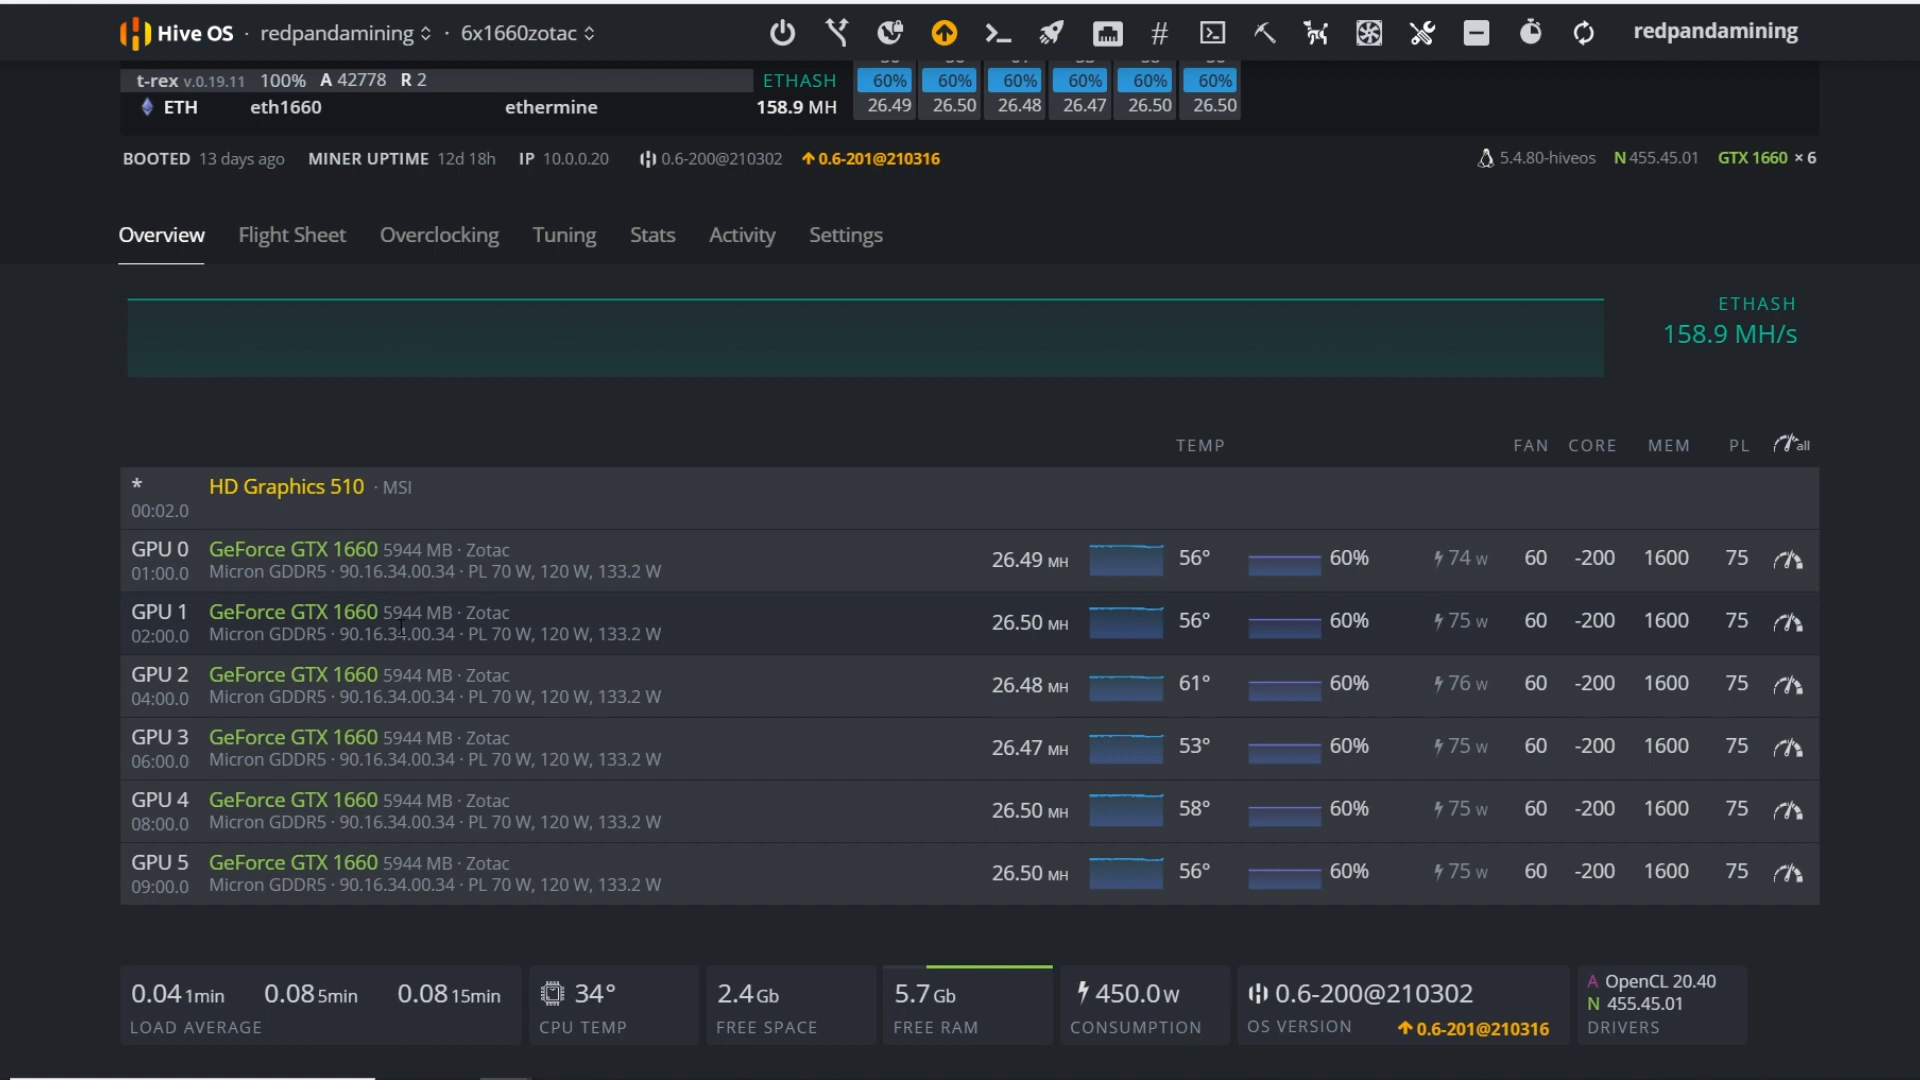 Hive OS · redpandamining · 6x1660zotac # redpandamining
t-rex v.0.19.11 100% A 42778 R 2 ETHASH 60% 60% 60% 60% 60% 60%
ETH eth1660 ethermine 158.9 MH 26.49 26.50 26.48 26.47 26.50 26.50
BOOTED 13 days ago MINER UPTIME 12d 18h IP 10.0.0.20 0.6-200@210302 0.6-201@210316 5.4.80-hiveos N 455.45.01 GTX 1660 × 6
Overview Flight Sheet Overclocking Tuning Stats Activity Settings
ETHASH
158.9 MH/s
TEMP FAN CORE MEM PL all
* HD Graphics 510 · MSI
00:02.0
GPU 0 GeForce GTX 1660 5944 MB · Zotac 26.49 MH 56° 60% 74 W 60 -200 1600 75
01:00.0 Micron GDDR5 · 90.16.34.00.34 · PL 70 W, 120 W, 133.2 W
GPU 1 GeForce GTX 1660 5944 MB · Zotac 26.50 MH 56° 60% 75 W 60 -200 1600 75
02:00.0 Micron GDDR5 · 90.16.34.00.34 · PL 70 W, 120 W, 133.2 W
GPU 2 GeForce GTX 1660 5944 MB · Zotac 26.48 MH 61° 60% 76 W 60 -200 1600 75
04:00.0 Micron GDDR5 · 90.16.34.00.34 · PL 70 W, 120 W, 133.2 W
GPU 3 GeForce GTX 1660 5944 MB · Zotac 26.47 MH 53° 60% 75 W 60 -200 1600 75
06:00.0 Micron GDDR5 · 90.16.34.00.34 · PL 70 W, 120 W, 133.2 W
GPU 4 GeForce GTX 1660 5944 MB · Zotac 26.50 MH 58° 60% 75 W 60 -200 1600 75
08:00.0 Micron GDDR5 · 90.16.34.00.34 · PL 70 W, 120 W, 133.2 W
GPU 5 GeForce GTX 1660 5944 MB · Zotac 26.50 MH 56° 60% 75 W 60 -200 1600 75
09:00.0 Micron GDDR5 · 90.16.34.00.34 · PL 70 W, 120 W, 133.2 W
0.04 1min 0.08 5min 0.08 15min 34° 2.4 Gb 5.7 Gb 450.0 W 0.6-200@210302 A OpenCL 20.40
N 455.45.01
LOAD AVERAGE CPU TEMP FREE SPACE FREE RAM CONSUMPTION OS VERSION 0.6-201@210316 DRIVERS